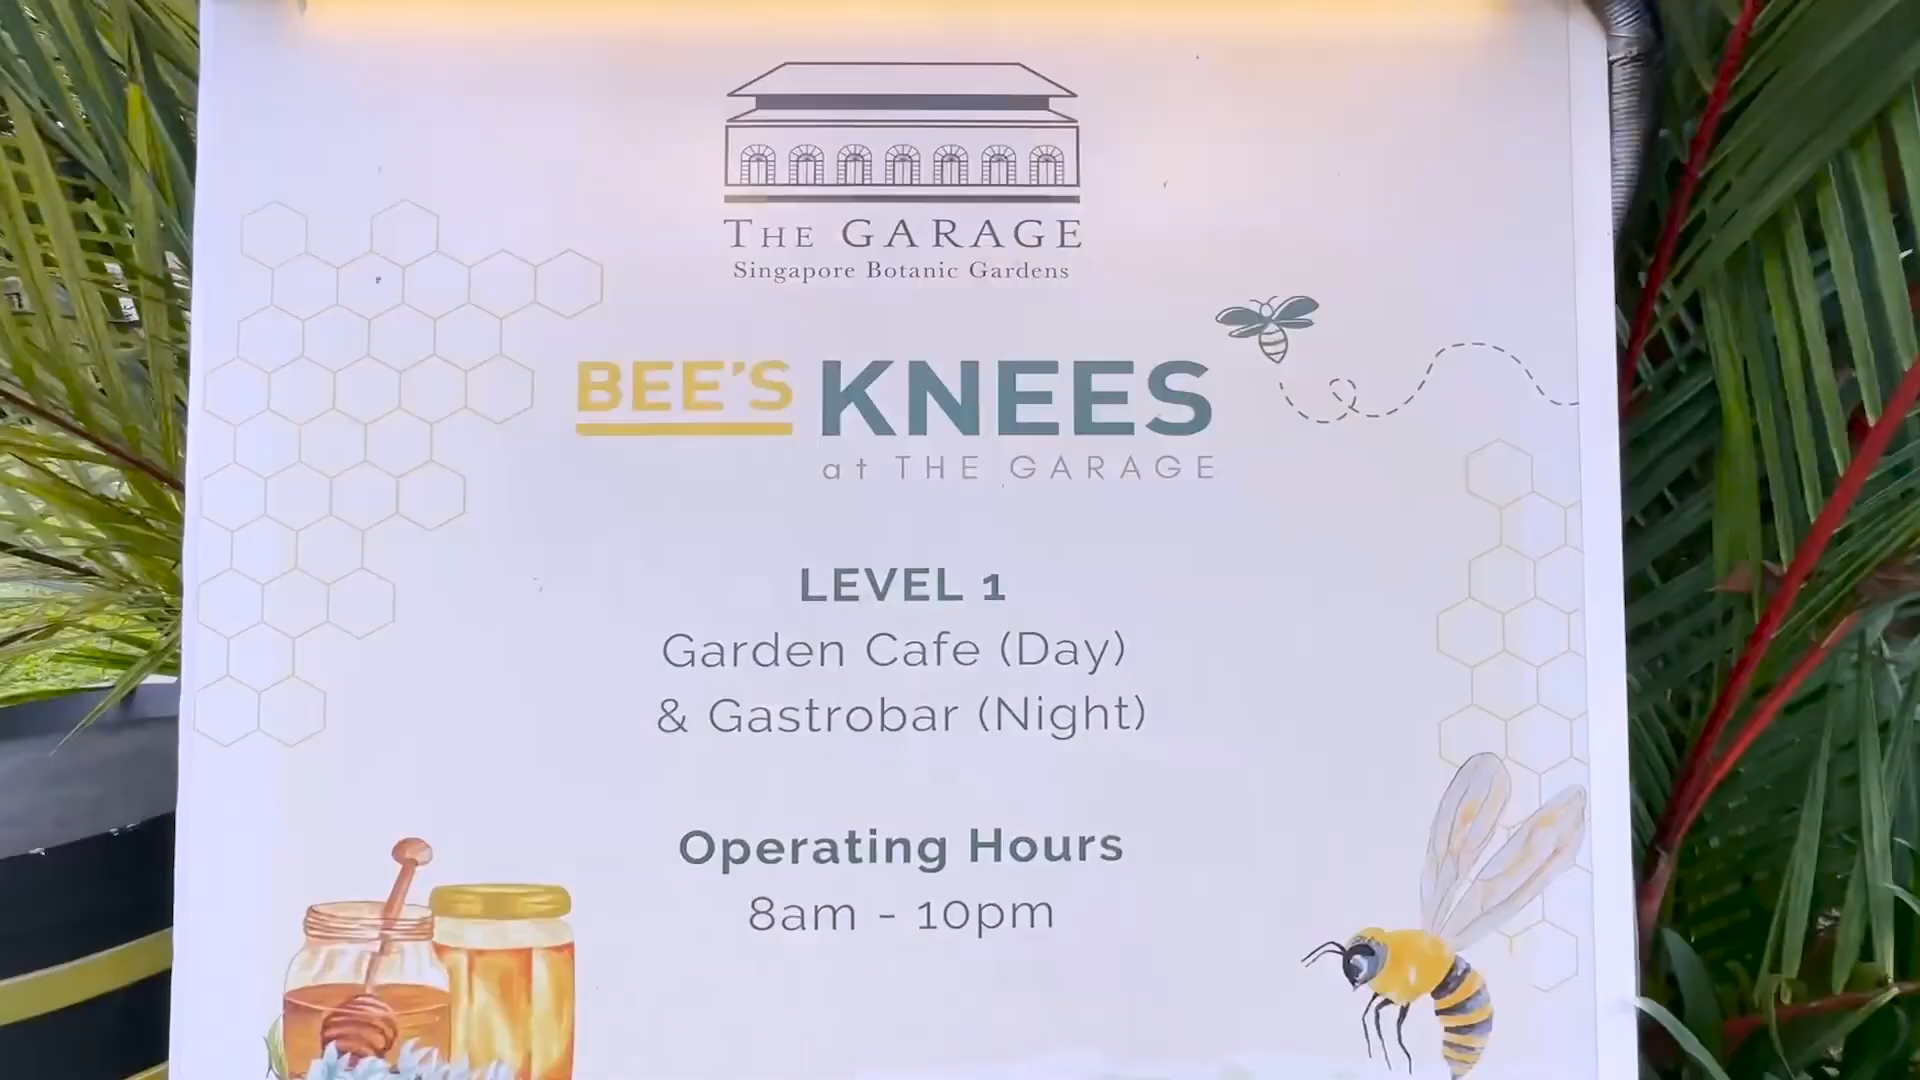 THE GARAGE
Singapore Botanic Gardens
BEE'S KNEES
at THE GARAGE
LEVEL 1
Garden Cafe (Day)
& Gastrobar (Night)
Operating Hours
8am - 10pm